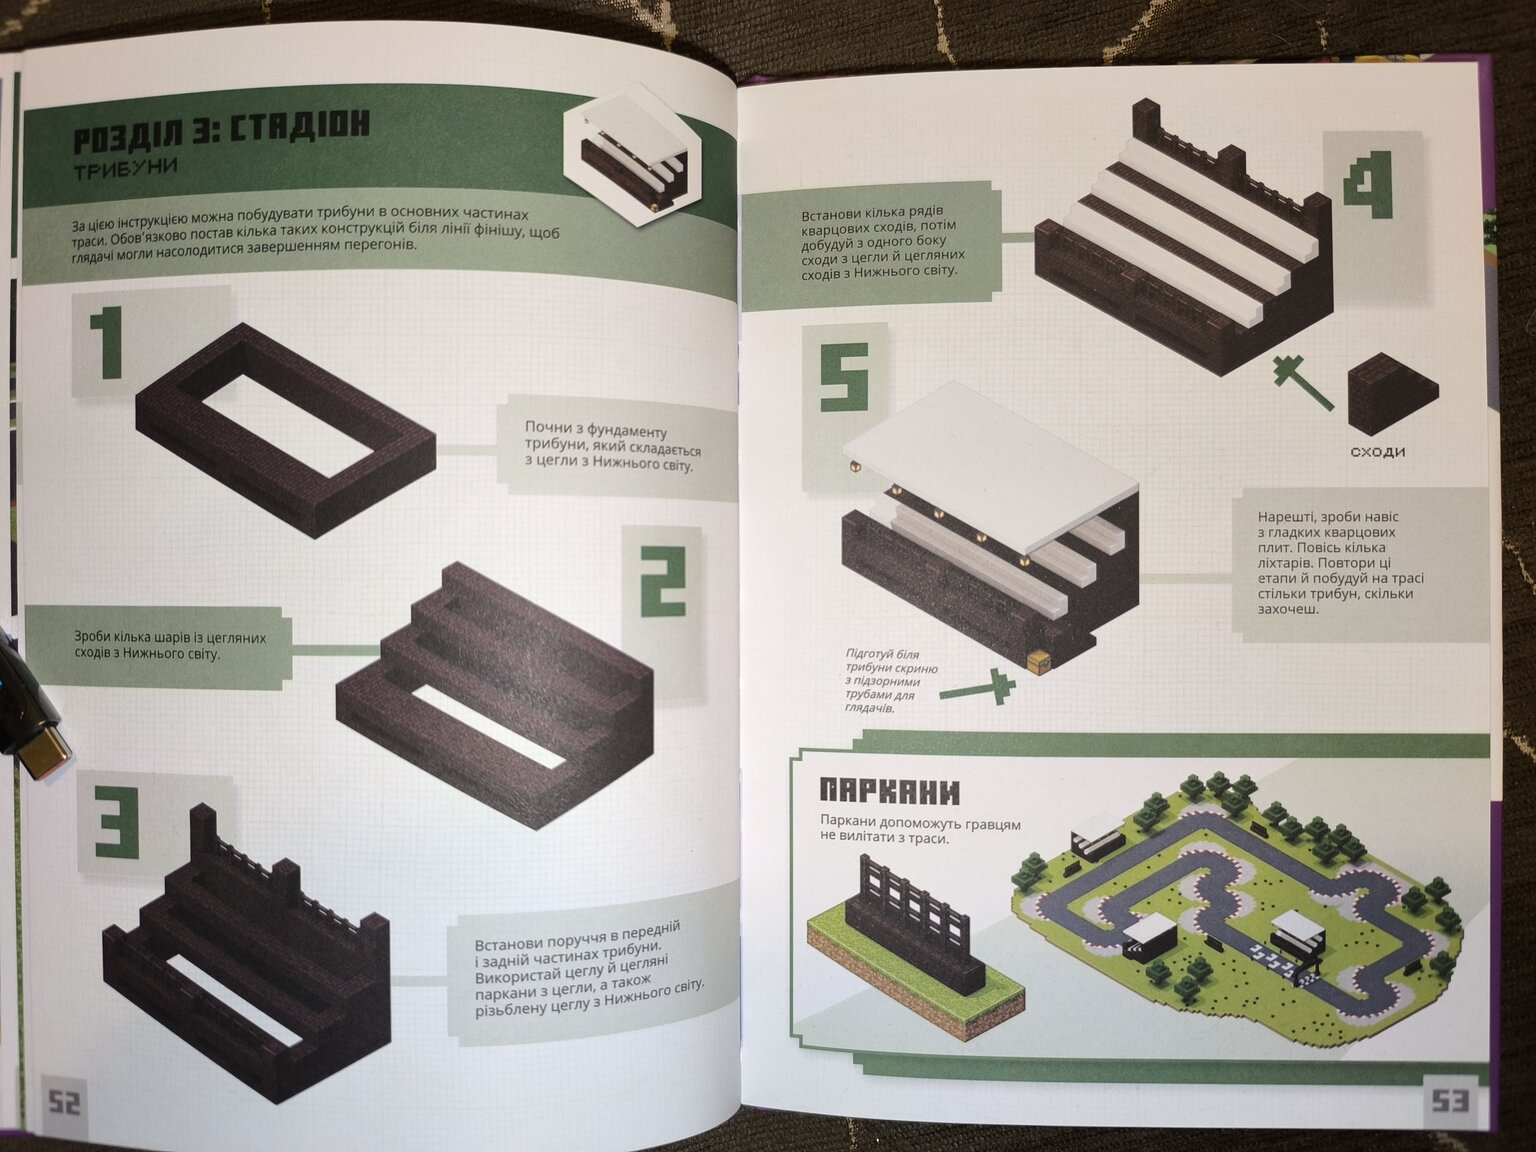 РОЗДІЛ 3: СТАДІОН
ТРИБУНИ
За цією інструкцією можна побудувати трибуни в основних частинах
траси. Обов'язково постав кілька таких конструкцій біля лінії фінішу, щоб
глядачі могли насолодитися завершенням перегонів.
1
Почни з фундаменту
трибуни, який складається
з цегли з Нижнього світу.
2
Зроби кілька шарів із цегляних
сходів з Нижнього світу.
3
Встанови поруччя в передній
і задній частинах трибуни.
Використай цеглу й цегляні
паркани з цегли, а також
різьблену цеглу з Нижнього світу.
52
4
Встанови кілька рядів
кварцових сходів, потім
добудуй з одного боку
сходи з цегли й цегляних
сходів з Нижнього світу.
СХОДИ
5
Нарешті, зроби навіс
з гладких кварцових
плит. Повісь кілька
ліхтарів. Повтори ці
етапи й побудуй на трасі
стільки трибун, скільки
захочеш.
Підготуй біля
трибуни скриню
з підзорними
трубами для
глядачів.
ПАРКАНИ
Паркани допоможуть гравцям
не вилітати з траси.
53